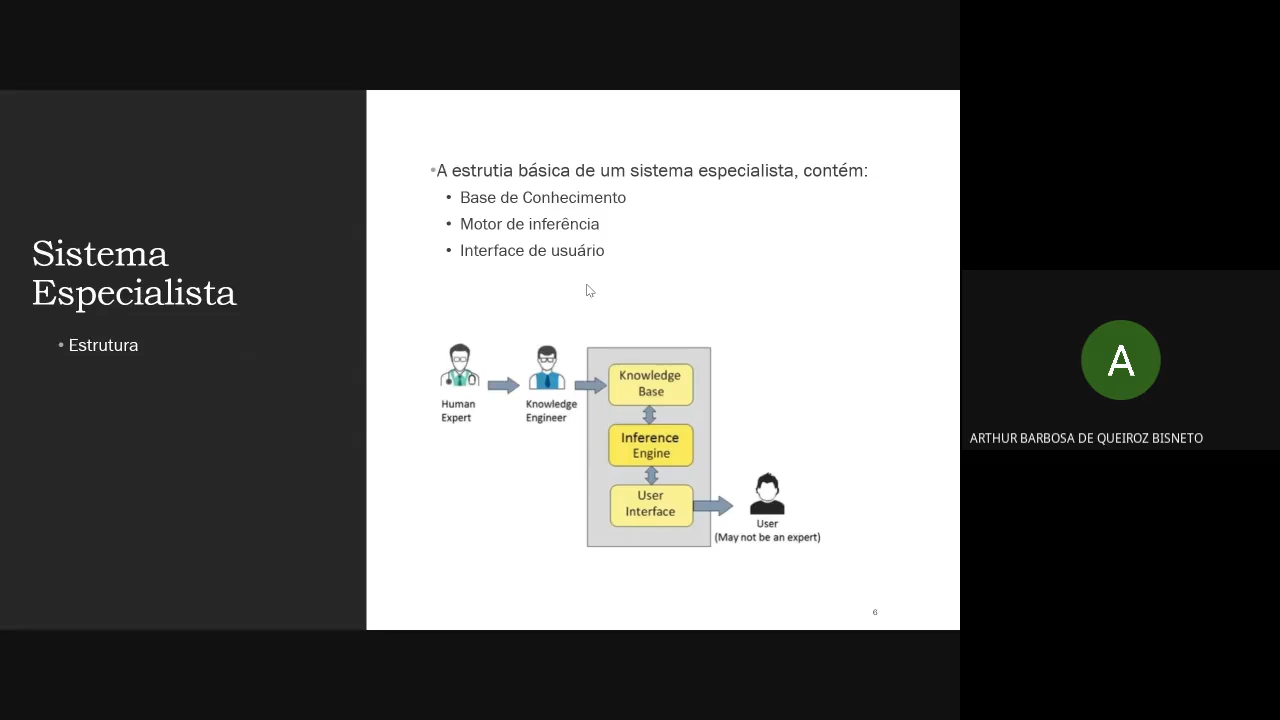 Sistema
Especialista
• Estrutura
•A estrutia básica de um sistema especialista, contém:
• Base de Conhecimento
• Motor de inferência
• Interface de usuário
Human
Expert
Knowledge
Engineer
Knowledge
Base
Inference
Engine
User
Interface
User
(May not be an expert)
6
A
ARTHUR BARBOSA DE QUEIROZ BISNETO